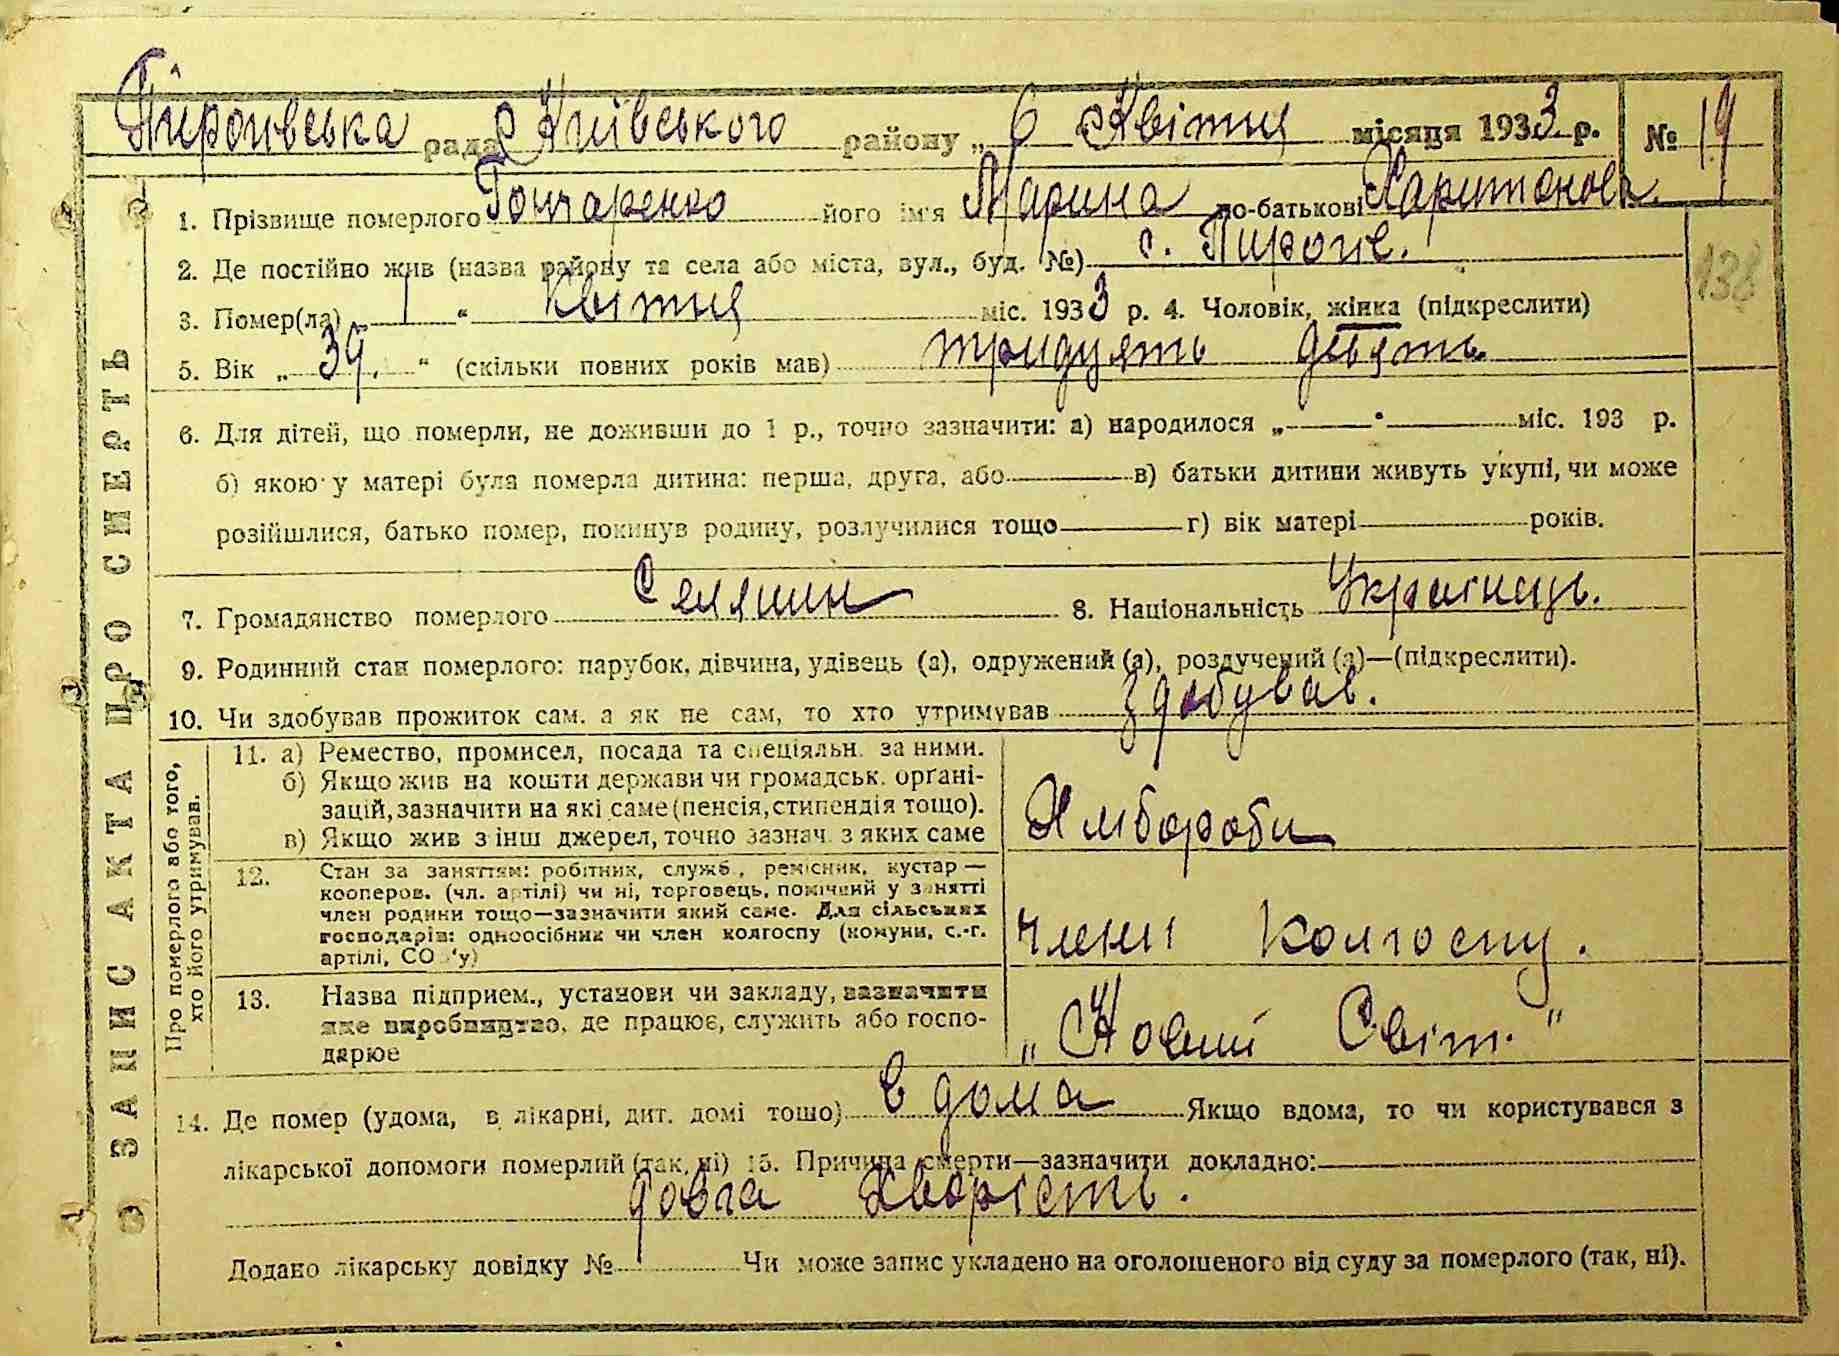 Пирогівська рада Київського району „6 Квітня місяця 1933 р. № 19
1. Прізвище померлого Гончаренко його ім'я Марина по-батькові Харитонов.
138
2. Де постійно жив (назва району та села або міста, вул., буд. №) с. Пирогів.
3. Помер(ла) 1 “ Квітня міс. 1933 р. 4. Чоловік, жінка (підкреслити)
5. Вік „ 39. “ (скільки повних років мав) тридцять девять.
6. Для дітей, що померли, не доживши до 1 р., точно зазначити: а) народилося „——“——міс. 193 р.
б) якою у матері була померла дитина: перша, друга, або——в) батьки дитини живуть укупі, чи може
розійшлися, батько помер, покинув родину, розлучилися тощо——г) вік матері——років.
7. Громадянство померлого Селянин 8. Національність Украінець.
9. Родинний стан померлого: парубок, дівчина, удівець (а), одружений (а), розлучений (а)—(підкреслити).
10. Чи здобував прожиток сам. а як не сам, то хто утримував здобував.
ЗАПИС АКТА ПРО СМЕРТЬ
Про померлого або того,
хто його утримував.
11. а) Ремество, промисел, посада та спеціяльн. за ними.
б) Якщо жив на кошти держави чи громадськ. органі-
зацій, зазначити на які саме (пенсія, стипендія тощо).
в) Якщо жив з інш джерел, точно зазнач. з яких саме
Хліборобів
12. Стан за заняттям: робітник, служб., ремісник, кустар—
кооперов. (чл. артілі) чи ні, торговець, помічний у занятті
член родини тощо—зазначити який саме. Для сільських
господарів: одноосібник чи член колгоспу (комуни, с.-г.
артілі, СО 'у)
член колгоспу.
13. Назва підприєм., установи чи закладу, зазначити
яке виробництво, де працює, служить або госпо-
дарює
„Новий Світ.“
14. Де помер (удома, в лікарні, дит. домі тощо) в дома Якщо вдома, то чи користувався з
лікарської допомоги померлий (так, ні) 15. Причина смерти—зазначити докладно:
довга хворість.
Додано лікарську довідку № Чи може запис укладено на оголошеного від суду за померлого (так, ні).